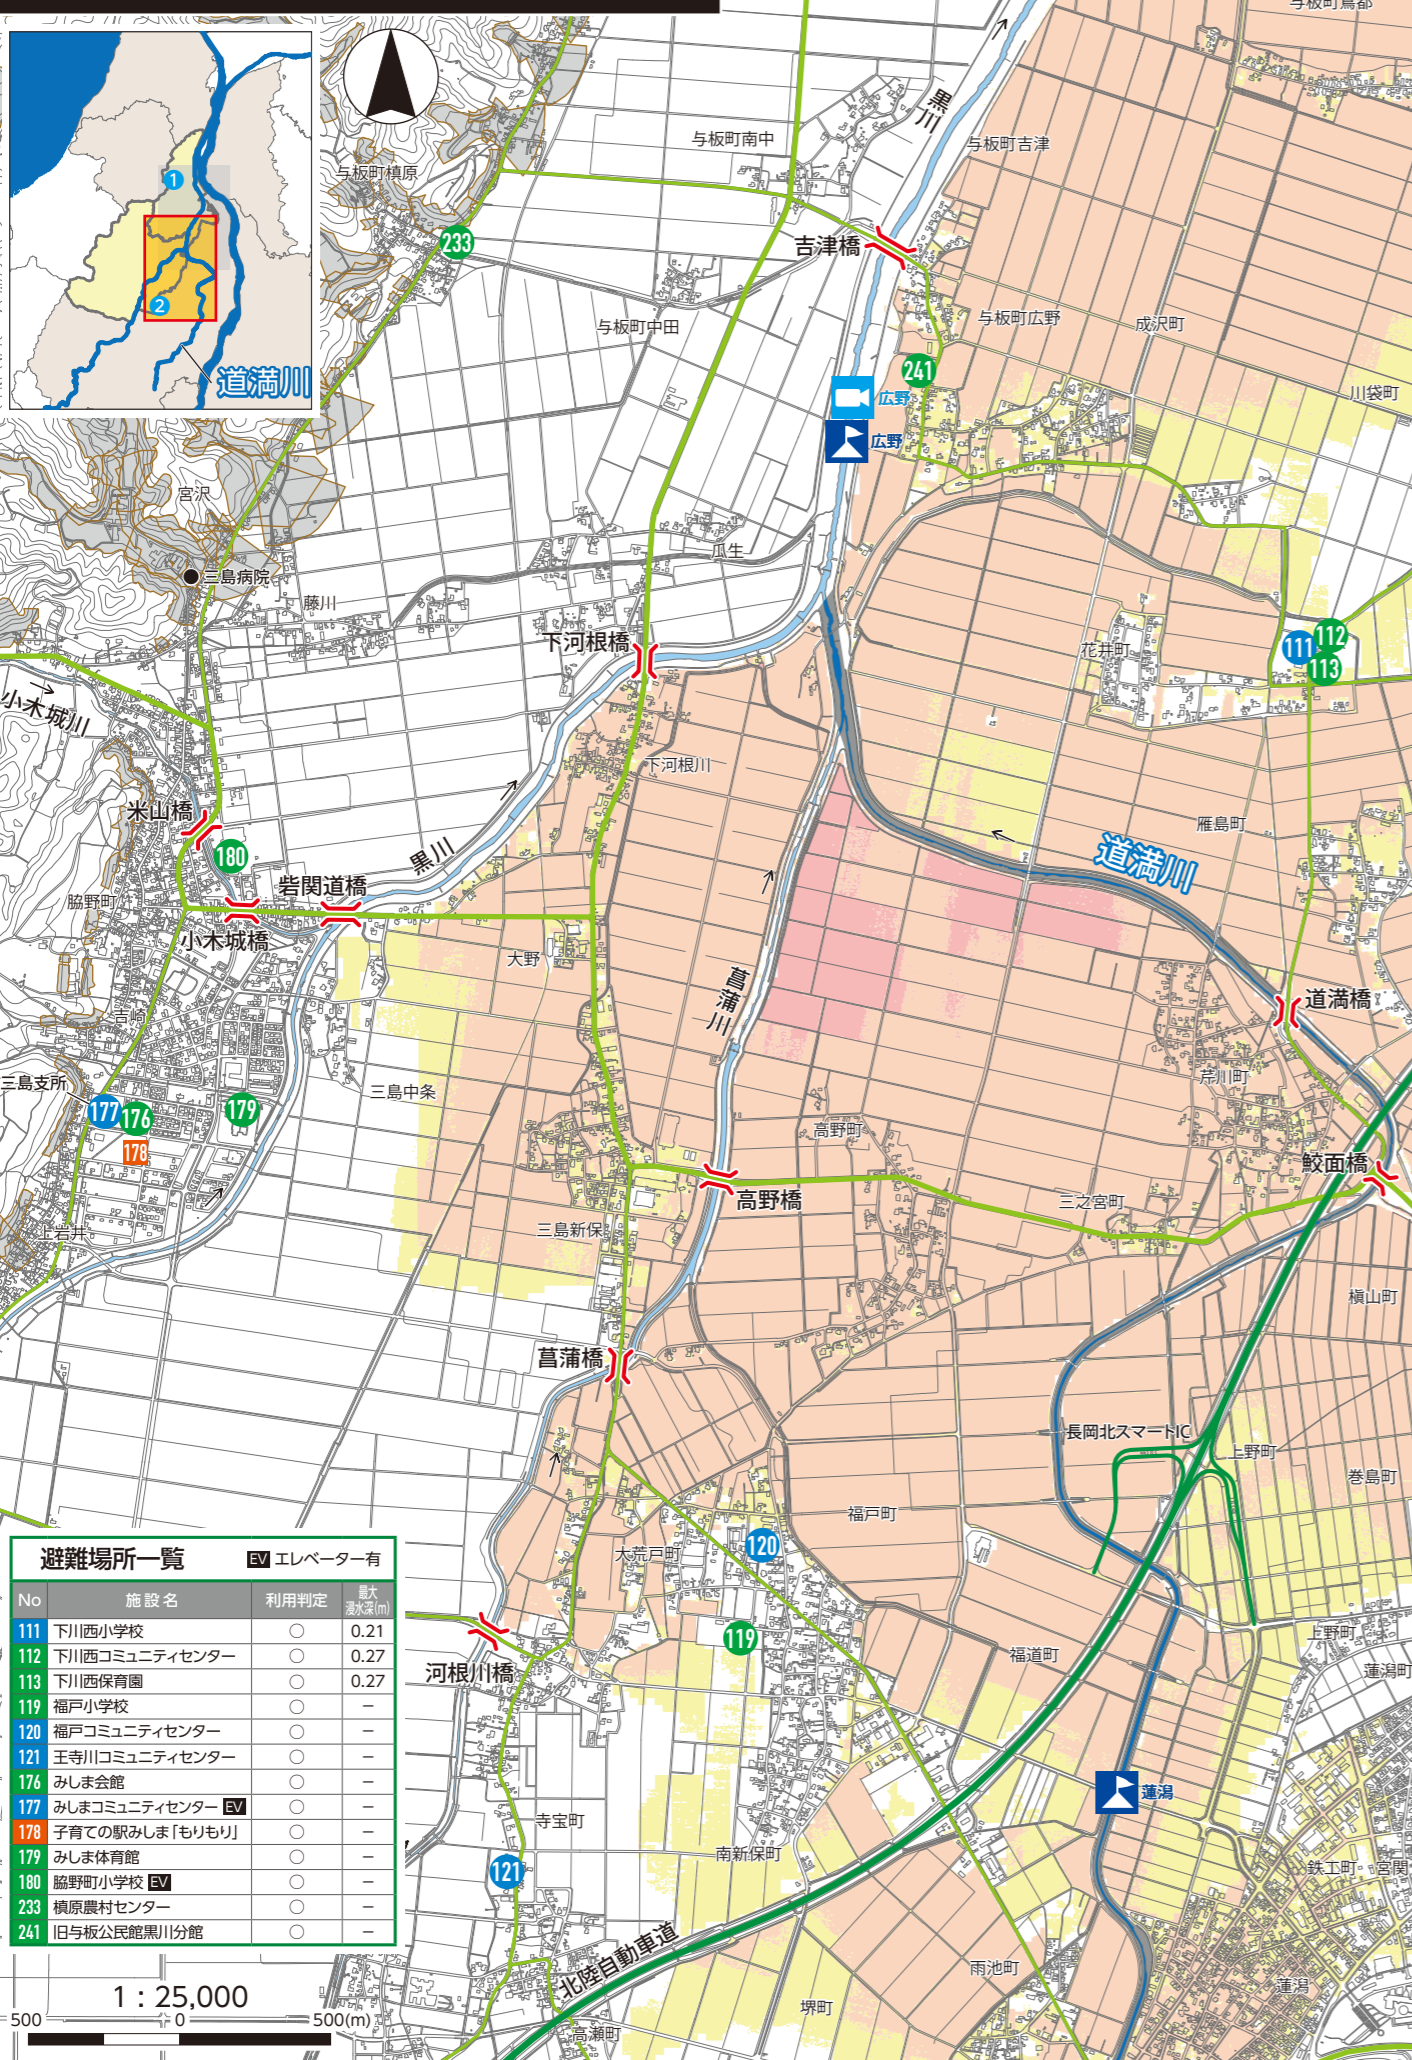 与板町蔦都
黒川
与板町南中
与板町吉津
与板町槙原
1
233
吉津橋
2
与板町中田
与板町広野
成沢町
道満川
241
川袋町
広野
広野
宮沢
瓜生
三島病院
藤川
下河根橋
花井町
111
112
113
小木城川
下河根川
米山橋
雁島町
180
黒川
道満川
砦関道橋
脇野町
小木城橋
大野
菖蒲川
道満橋
吉崎
三島支所
177
176
179
三島中条
芹川町
178
高野町
鮫面橋
高野橋
三之宮町
上岩井
三島新保
槇山町
菖蒲橋
長岡北スマートIC
上野町
巻島町
福戸町
120
大荒戸町
119
上野町
福道町
蓮潟町
河根川橋
蓮潟
寺宝町
南新保町
121
鉄工町
宮関
北陸自動車道
雨池町
蓮潟
堺町
高瀬町
避難場所一覧 EV エレベーター有
No 施設名 利用判定 最大浸水深(m)
111 下川西小学校 ○ 0.21
112 下川西コミュニティセンター ○ 0.27
113 下川西保育園 ○ 0.27
119 福戸小学校 ○ −
120 福戸コミュニティセンター ○ −
121 王寺川コミュニティセンター ○ −
176 みしま会館 ○ −
177 みしまコミュニティセンター EV ○ −
178 子育ての駅みしま「もりもり」 ○ −
179 みしま体育館 ○ −
180 脇野町小学校 EV ○ −
233 槙原農村センター ○ −
241 旧与板公民館黒川分館 ○ −
1：25,000
500 0 500(m)